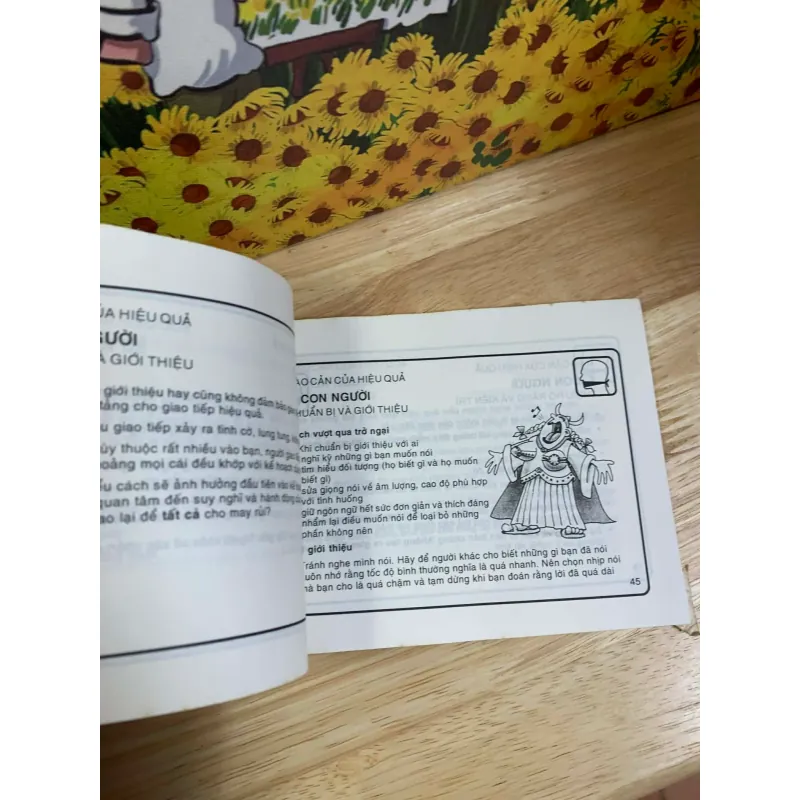 ỦA HIỆU QUẢ
GƯỜI
À GIỚI THIỆU
giới thiệu hay cũng không đảm bảo
tảng cho giao tiếp hiệu quả.
u giao tiếp xảy ra tình cờ, lung tung,
ùy thuộc rất nhiều vào bạn, người
oảng mọi cái đều khớp với kế hoạch
ểu cách sẽ ảnh hưởng đầu tiên vào
quan tâm đến suy nghĩ và hành động
ao lại để tất cả cho may rủi?
ÀO CẢN CỦA HIỆU QUẢ
CON NGƯỜI
HUẨN BỊ VÀ GIỚI THIỆU
ch vượt qua trở ngại
Khi chuẩn bị giới thiệu với ai
nghĩ kỹ những gì bạn muốn nói
tìm hiểu đối tượng (họ biết gì và họ muốn
biết gì)
sửa giọng nói về âm lượng, cao độ phù hợp
với tình huống
giữ ngôn ngữ hết sức đơn giản và thích đáng
nhẩm lại điều muốn nói để loại bỏ những
phần không nên
giới thiệu
Tránh nghe mình nói. Hãy để người khác cho biết những gì bạn đã nói
uôn nhớ rằng tốc độ bình thường nghĩa là quá nhanh. Nên chọn nhịp nói
mà bạn cho là quá chậm và tạm dừng khi bạn đoán rằng lời đã quá dài
45